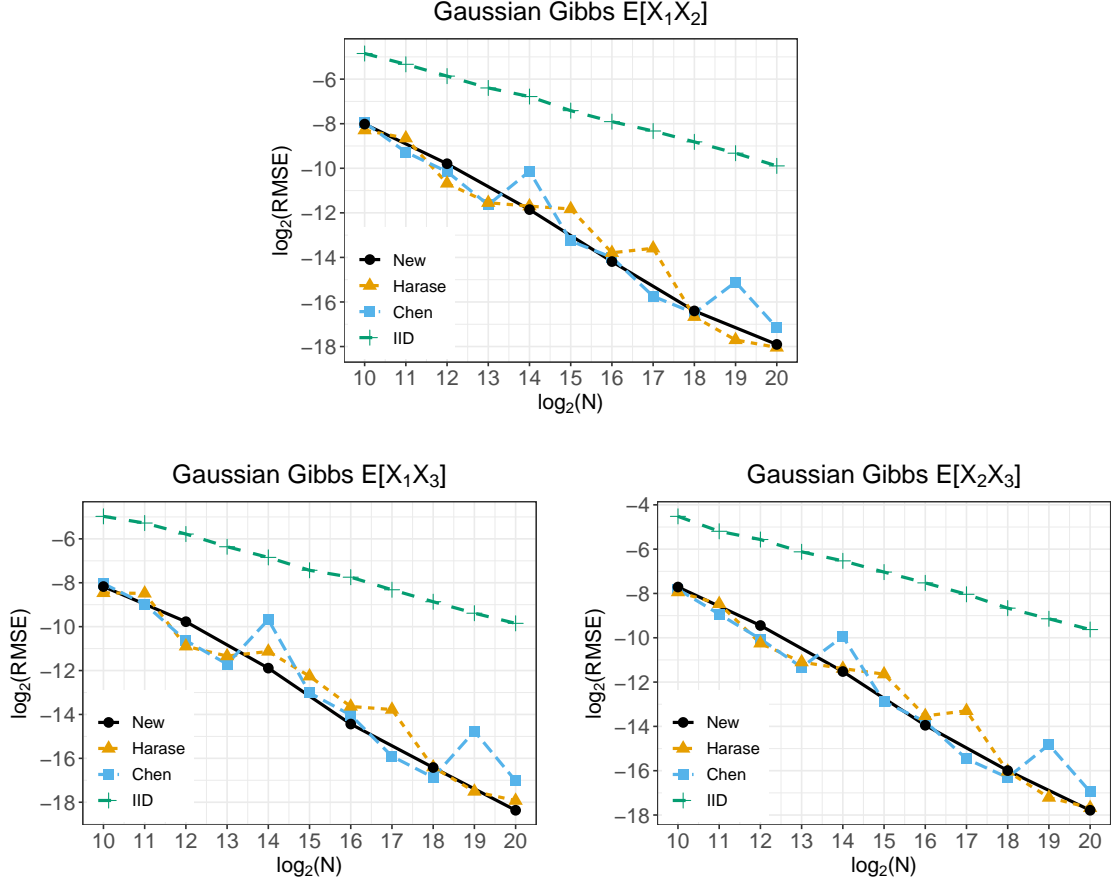 Gaussian Gibbs E[X₁X₂]
log₂(RMSE)
−6
−8
−10
−12
−14
−16
−18
New
Harase
Chen
IID
10 11 12 13 14 15 16 17 18 19 20
log₂(N)
Gaussian Gibbs E[X₁X₃]
log₂(RMSE)
−6
−8
−10
−12
−14
−16
−18
New
Harase
Chen
IID
10 11 12 13 14 15 16 17 18 19 20
log₂(N)
Gaussian Gibbs E[X₂X₃]
log₂(RMSE)
−4
−6
−8
−10
−12
−14
−16
−18
New
Harase
Chen
IID
10 11 12 13 14 15 16 17 18 19 20
log₂(N)